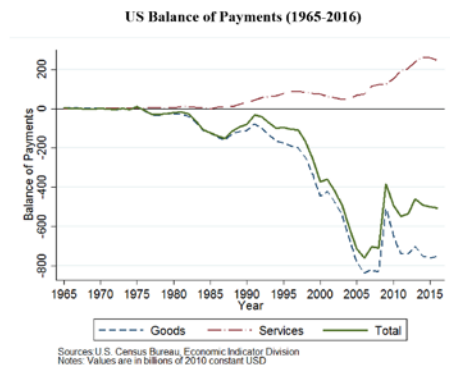 US Balance of Payments (1965-2016)
Balance of Payments
200
0
-200
-400
-600
-800
1965 1970 1975 1980 1985 1990 1995 2000 2005 2010 2015
Year
Goods Services Total
Sources:U.S. Census Bureau, Economic Indicator Division
Notes: Values are in billions of 2010 constant USD